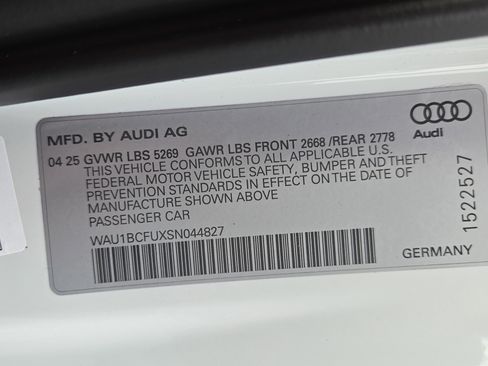 MFD. BY AUDI AG
04 25 GVWR LBS 5269 GAWR LBS FRONT 2668 /REAR 2778
THIS VEHICLE CONFORMS TO ALL APPLICABLE U.S.
FEDERAL MOTOR VEHICLE SAFETY, BUMPER AND THEFT
PREVENTION STANDARDS IN EFFECT ON THE DATE OF
MANUFACTURE SHOWN ABOVE
PASSENGER CAR
WAU1BCFUXSN044827
Audi
1522527
GERMANY